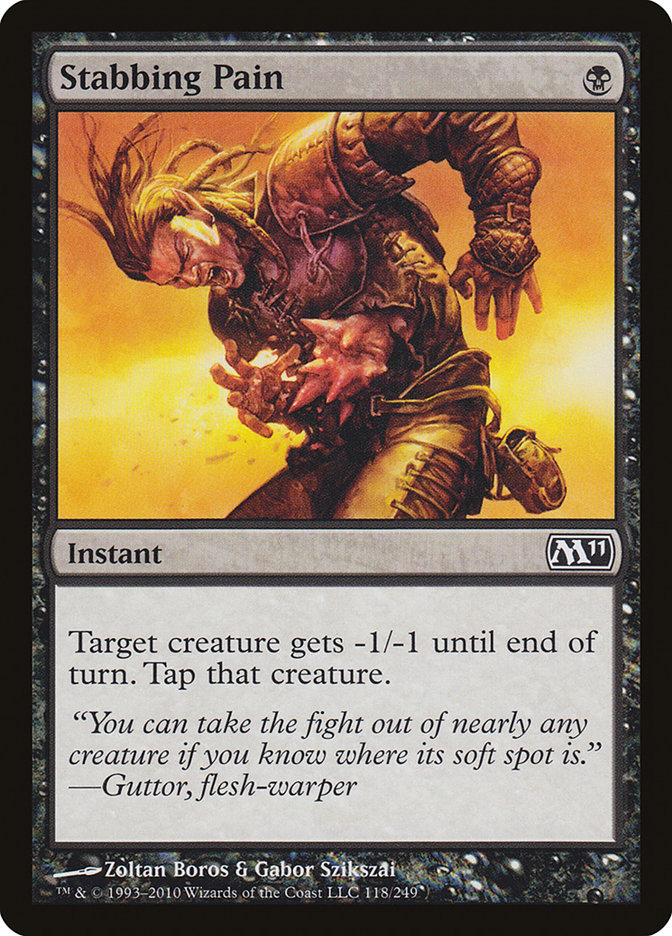 Stabbing Pain
Instant
M11
Target creature gets -1/-1 until end of
turn. Tap that creature.
“You can take the fight out of nearly any
creature if you know where its soft spot is.”
—Guttor, flesh-warper
Zoltan Boros & Gabor Szikszai
™ & © 1993–2010 Wizards of the Coast LLC 118/249